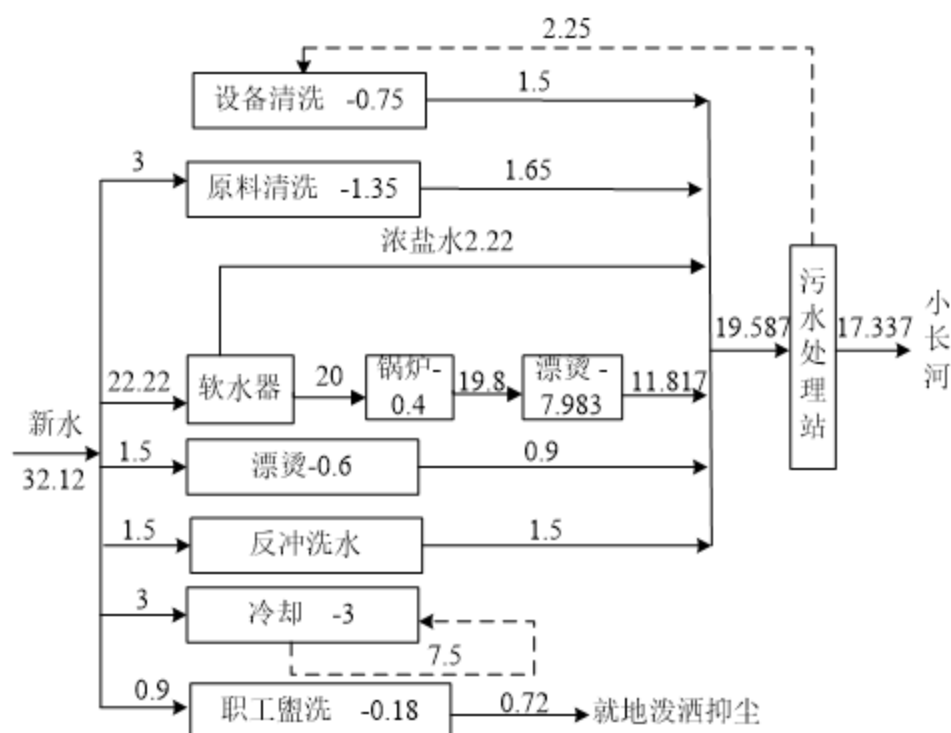 2.25
设备清洗 -0.75
1.5
3
原料清洗 -1.35
1.65
浓盐水2.22
22.22
软水器
20
锅炉-
0.4
19.8
漂烫 -
7.983
11.817
19.587
污水处理站
17.337
小长河
新水
32.12
1.5
漂烫-0.6
0.9
1.5
反冲洗水
1.5
3
冷却 -3
7.5
0.9
职工盥洗 -0.18
0.72
就地泼洒抑尘